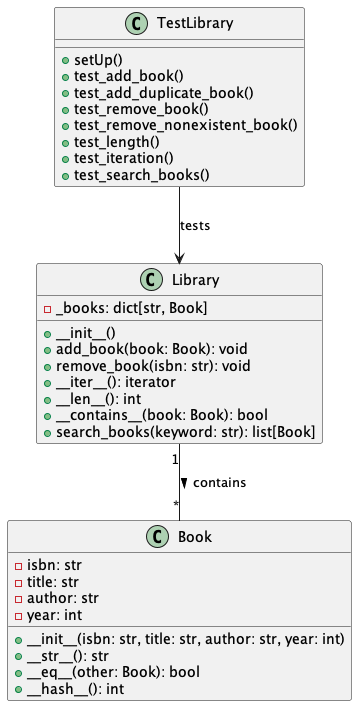 C TestLibrary
setUp()
test_add_book()
test_add_duplicate_book()
test_remove_book()
test_remove_nonexistent_book()
test_length()
test_iteration()
test_search_books()
tests
C Library
_books: dict[str, Book]
__init__()
add_book(book: Book): void
remove_book(isbn: str): void
__iter__(): iterator
__len__(): int
__contains__(book: Book): bool
search_books(keyword: str): list[Book]
1
contains
*
C Book
isbn: str
title: str
author: str
year: int
__init__(isbn: str, title: str, author: str, year: int)
__str__(): str
__eq__(other: Book): bool
__hash__(): int